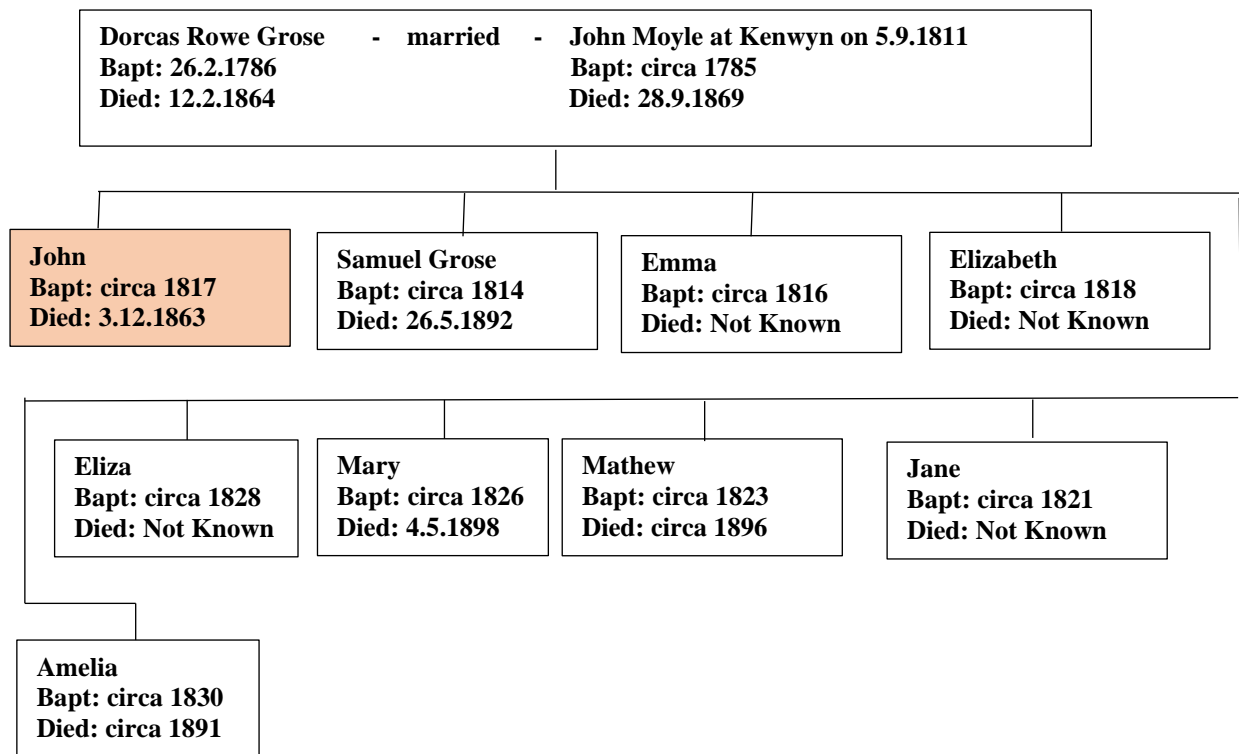 Dorcas Rowe Grose - married - John Moyle at Kenwyn on 5.9.1811
Bapt: 26.2.1786 Bapt: circa 1785
Died: 12.2.1864 Died: 28.9.1869
John
Bapt: circa 1817
Died: 3.12.1863
Samuel Grose
Bapt: circa 1814
Died: 26.5.1892
Emma
Bapt: circa 1816
Died: Not Known
Elizabeth
Bapt: circa 1818
Died: Not Known
Eliza
Bapt: circa 1828
Died: Not Known
Mary
Bapt: circa 1826
Died: 4.5.1898
Mathew
Bapt: circa 1823
Died: circa 1896
Jane
Bapt: circa 1821
Died: Not Known
Amelia
Bapt: circa 1830
Died: circa 1891